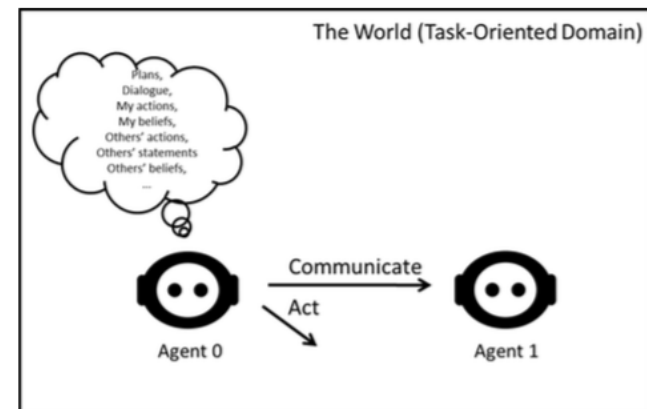 The World (Task-Oriented Domain)
Plans,
Dialogue,
My actions,
My beliefs,
Others' actions,
Others' statements
Others' beliefs,
...
Communicate
Act
Agent 0
Agent 1